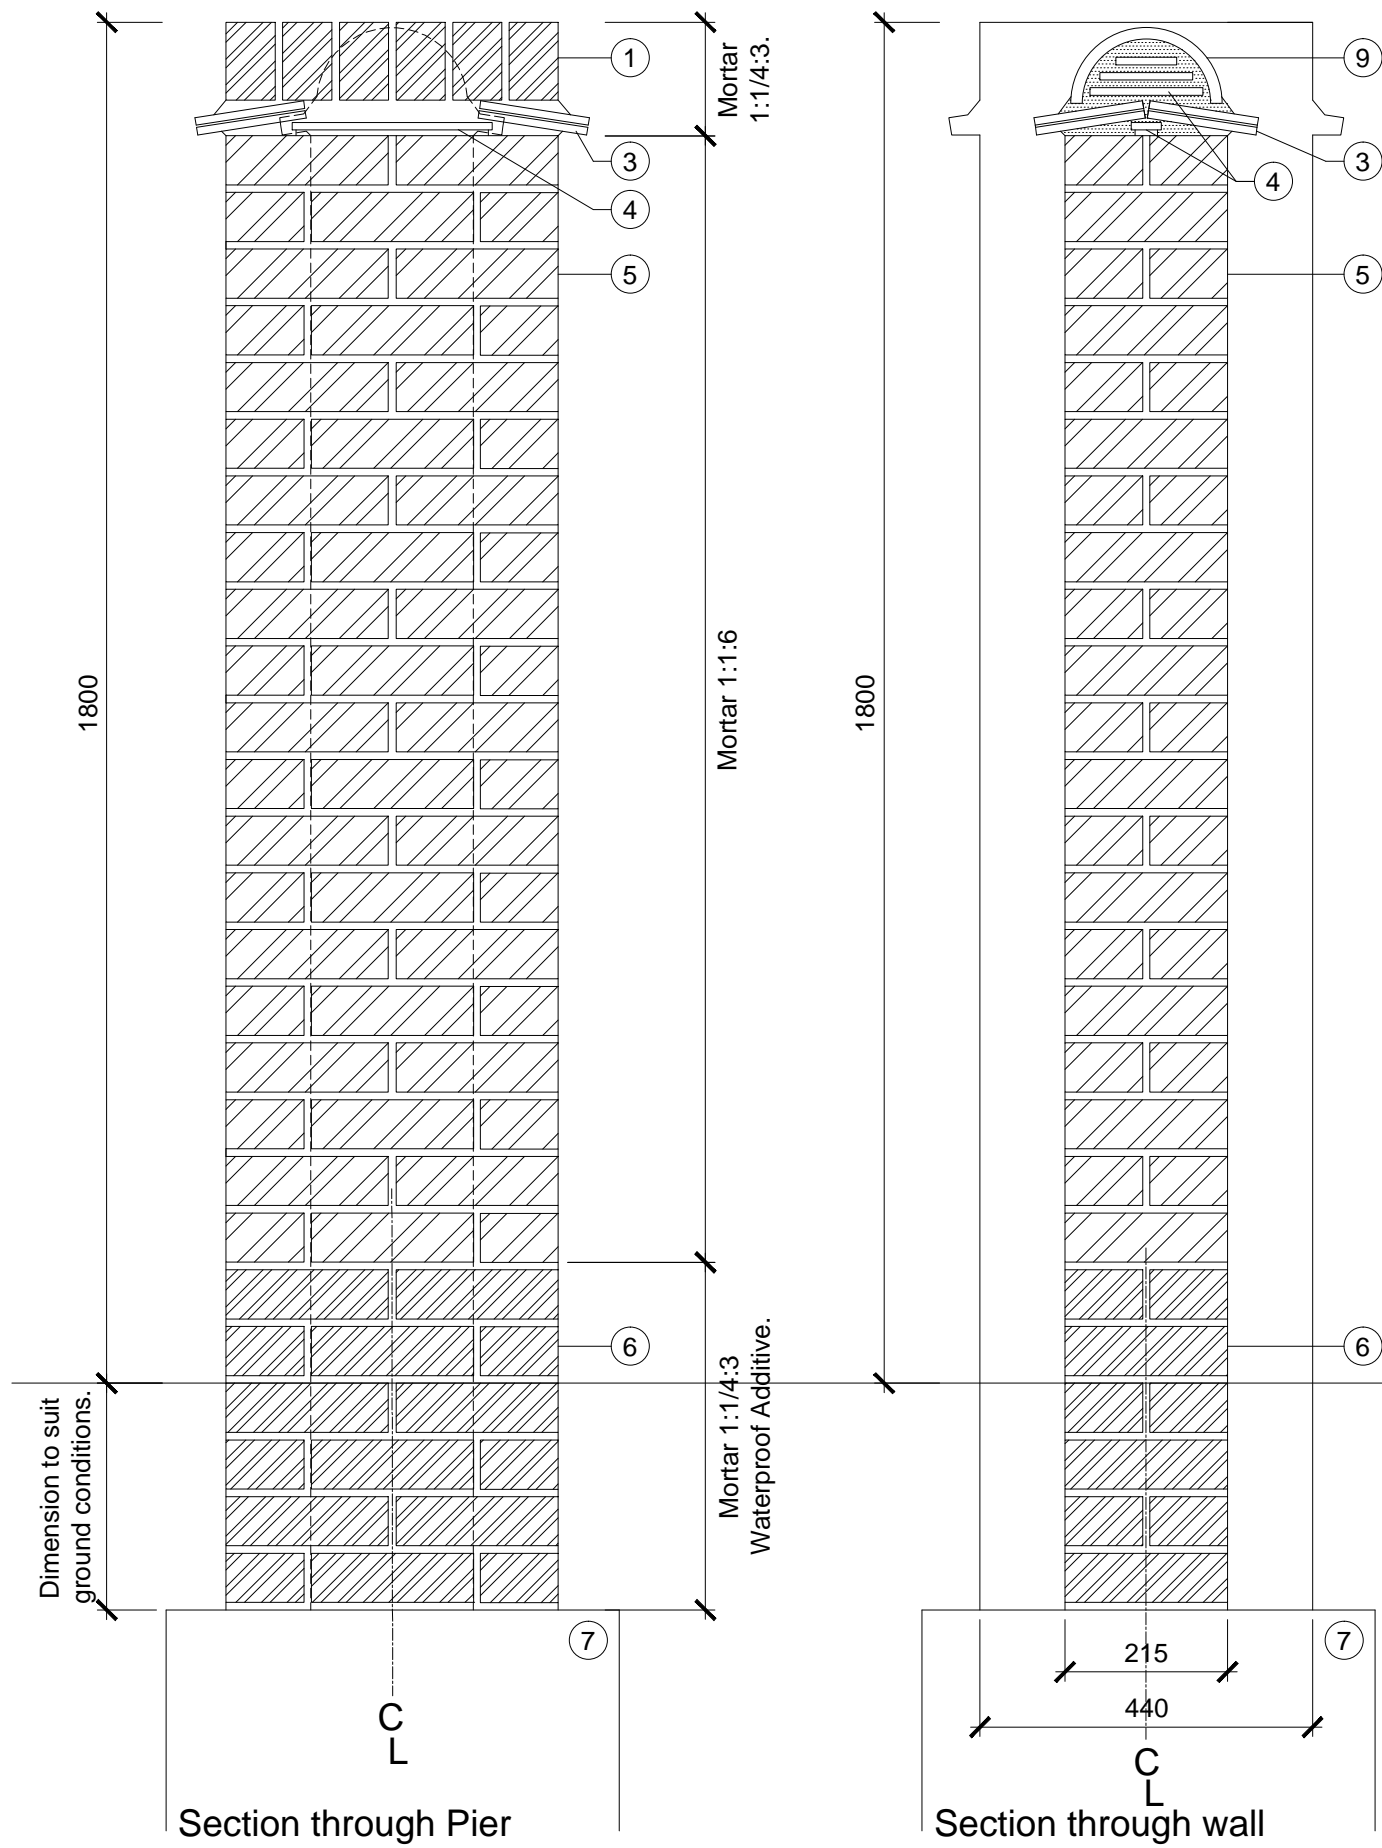 1
Mortar
1:1/4:3.
3
4
5
1800
Mortar 1:1:6
6
Mortar 1:1/4:3
Waterproof Additive.
Dimension to suit
ground conditions.
7
C
L
Section through Pier
9
3
4
5
1800
6
7
215
440
C
L
Section through wall